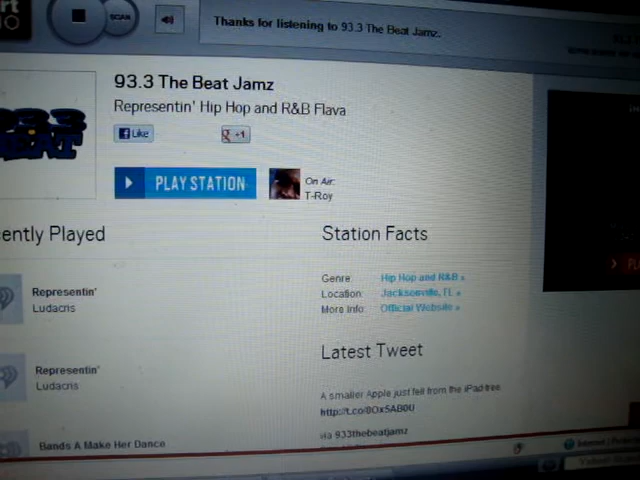 SCAN
Thanks for listening to 93.3 The Beat Jamz.
93.3 The Beat Jamz
Representin' Hip Hop and R&B Flava
Like
+1
PLAY STATION
On Air:
T-Roy
ently Played
Station Facts
Representin'
Ludacris
Genre: Hip Hop and R&B »
Location: Jacksonville, FL »
More Info: Official Website »
Representin'
Ludacris
Latest Tweet
A smaller Apple just fell from the iPad tree.
via 933thebeatjamz
Bands A Make Her Dance